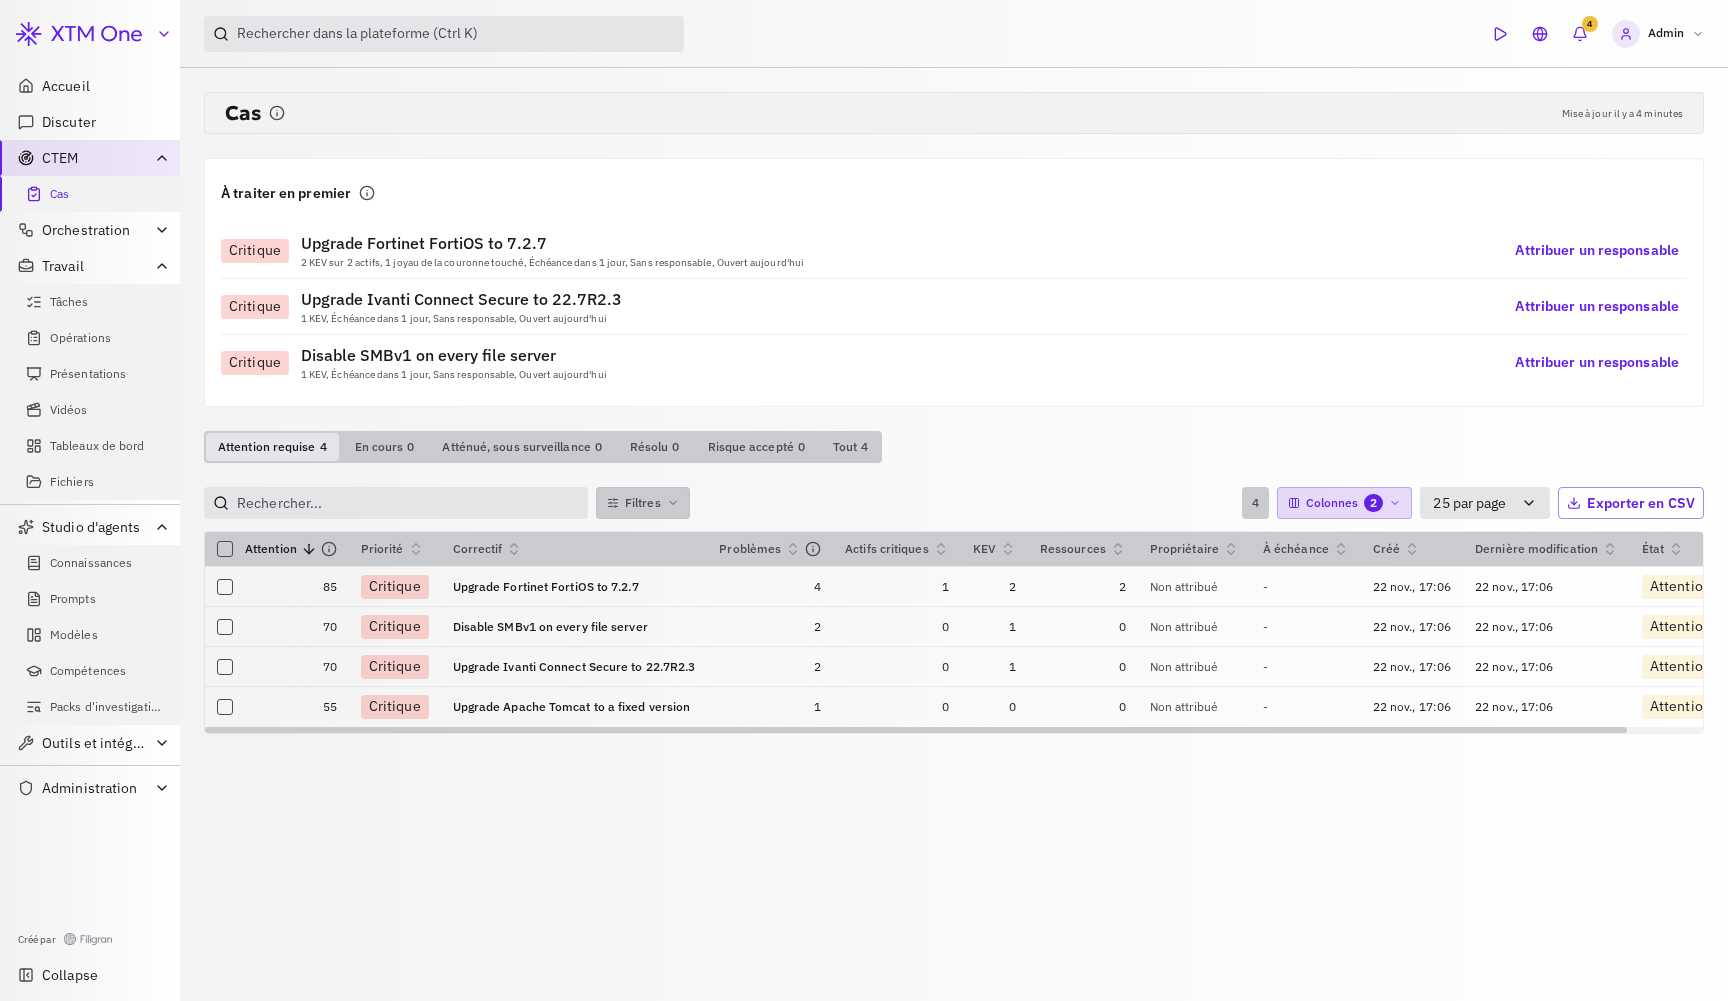 XTM One
Rechercher dans la plateforme (Ctrl K)
4
Admin
Accueil
Discuter
CTEM
Cas
Orchestration
Travail
Tâches
Opérations
Présentations
Vidéos
Tableaux de bord
Fichiers
Studio d'agents
Connaissances
Prompts
Modèles
Compétences
Packs d'investigati...
Outils et intég...
Administration
Créé par Filigran
Collapse
Cas
Mise à jour il y a 4 minutes
À traiter en premier
Critique Upgrade Fortinet FortiOS to 7.2.7 Attribuer un responsable
2 KEV sur 2 actifs, 1 joyau de la couronne touché, Échéance dans 1 jour, Sans responsable, Ouvert aujourd'hui
Critique Upgrade Ivanti Connect Secure to 22.7R2.3 Attribuer un responsable
1 KEV, Échéance dans 1 jour, Sans responsable, Ouvert aujourd'hui
Critique Disable SMBv1 on every file server Attribuer un responsable
1 KEV, Échéance dans 1 jour, Sans responsable, Ouvert aujourd'hui
Attention requise 4 En cours 0 Atténué, sous surveillance 0 Résolu 0 Risque accepté 0 Tout 4
Rechercher... Filtres 4 Colonnes 2 25 par page Exporter en CSV
Attention Priorité Correctif Problèmes Actifs critiques KEV Ressources Propriétaire À échéance Créé Dernière modification État
85 Critique Upgrade Fortinet FortiOS to 7.2.7 4 1 2 2 Non attribué - 22 nov., 17:06 22 nov., 17:06 Attentio
70 Critique Disable SMBv1 on every file server 2 0 1 0 Non attribué - 22 nov., 17:06 22 nov., 17:06 Attentio
70 Critique Upgrade Ivanti Connect Secure to 22.7R2.3 2 0 1 0 Non attribué - 22 nov., 17:06 22 nov., 17:06 Attentio
55 Critique Upgrade Apache Tomcat to a fixed version 1 0 0 0 Non attribué - 22 nov., 17:06 22 nov., 17:06 Attentio